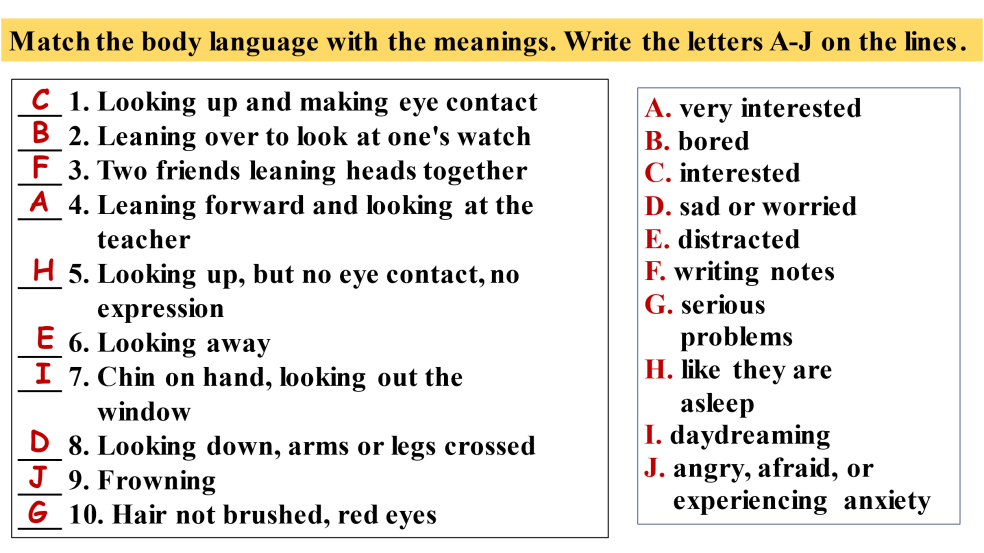 Match the body language with the meanings. Write the letters A-J on the lines.
C 1. Looking up and making eye contact
B 2. Leaning over to look at one's watch
F 3. Two friends leaning heads together
A 4. Leaning forward and looking at the
teacher
H 5. Looking up, but no eye contact, no
expression
E 6. Looking away
I 7. Chin on hand, looking out the
window
D 8. Looking down, arms or legs crossed
J 9. Frowning
G 10. Hair not brushed, red eyes
A. very interested
B. bored
C. interested
D. sad or worried
E. distracted
F. writing notes
G. serious
problems
H. like they are
asleep
I. daydreaming
J. angry, afraid, or
experiencing anxiety